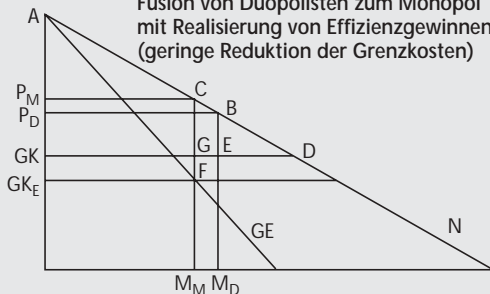 Fusion von Duopolisten zum Monopol
mit Realisierung von Effizienzgewinnen
(geringe Reduktion der Grenzkosten)
A
P_M C
P_D B
GK G E D
GK_E F
GE N
M_M M_D